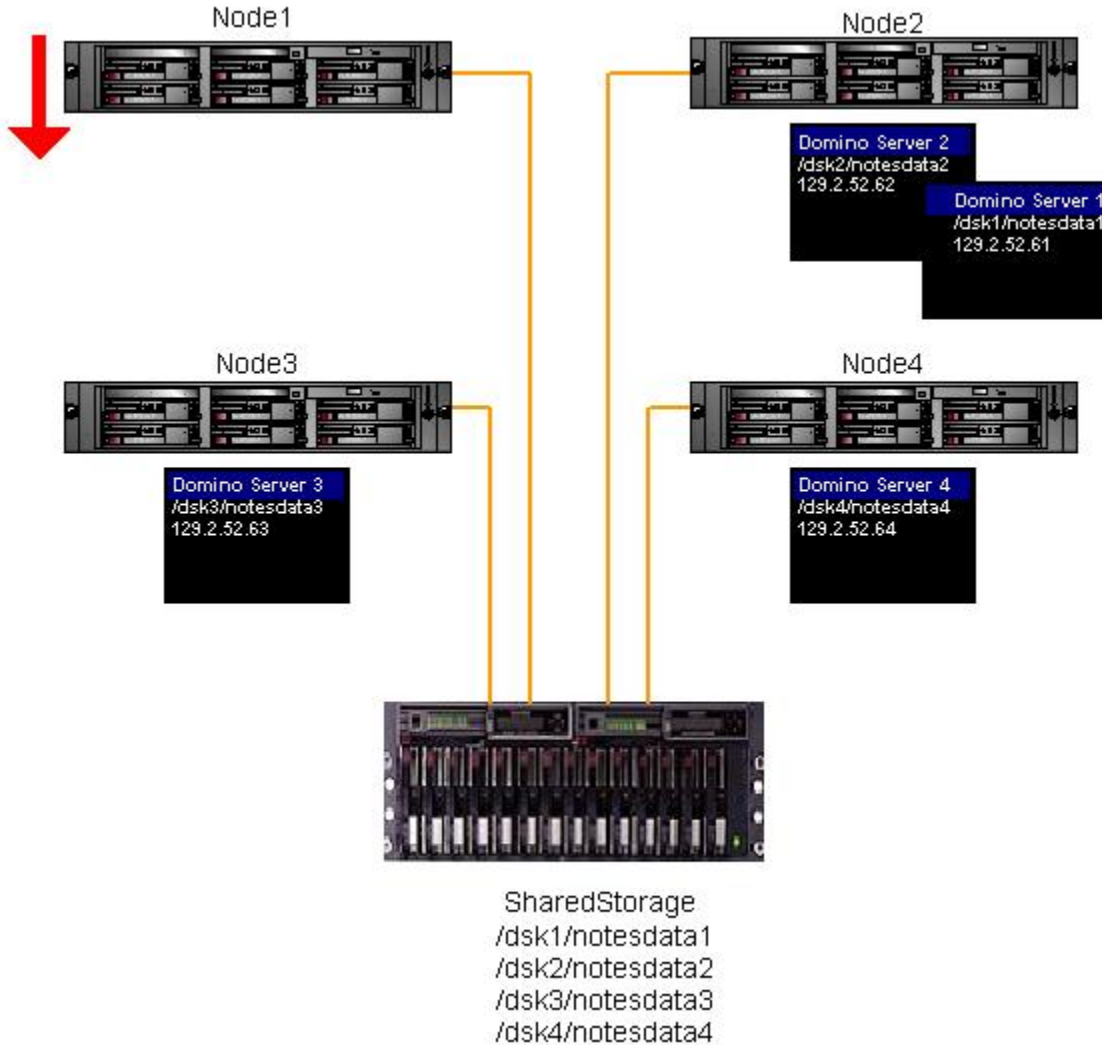 Node1
Node2
Domino Server 2
/dsk2/notesdata2
129.2.52.62
Domino Server 1
/dsk1/notesdata1
129.2.52.61
Node3
Node4
Domino Server 3
/dsk3/notesdata3
129.2.52.63
Domino Server 4
/dsk4/notesdata4
129.2.52.64
SharedStorage
/dsk1/notesdata1
/dsk2/notesdata2
/dsk3/notesdata3
/dsk4/notesdata4